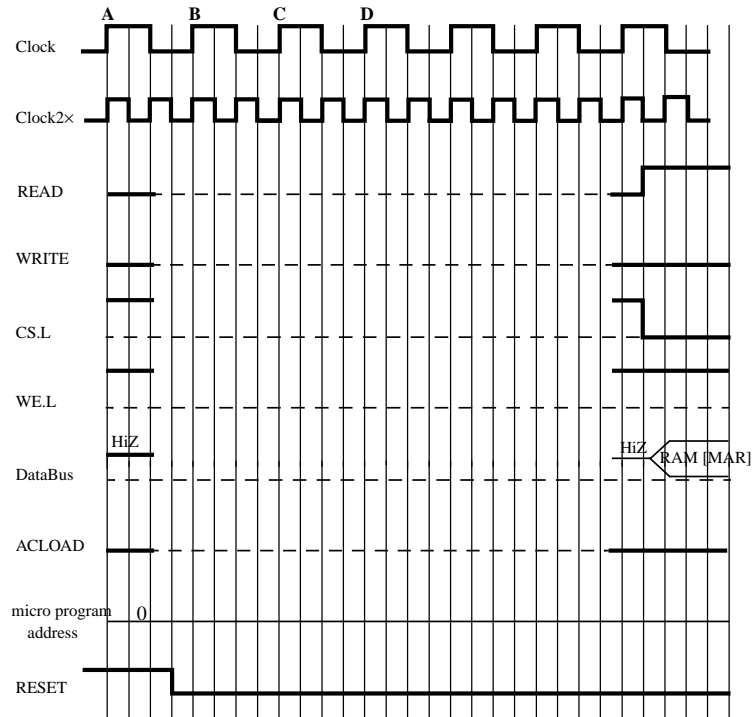 A B C D
Clock
Clock2×
READ
WRITE
CS.L
WE.L
HiZ
HiZ
RAM [MAR]
DataBus
ACLOAD
micro program
address
0
RESET